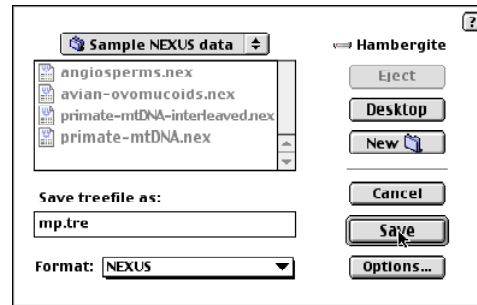 ?
Sample NEXUS data
Hambergite
angiosperms.nex
avian-ovomucoids.nex
primate-mtDNA-interleaved.nex
primate-mtDNA.nex
Eject
Desktop
New
Save treefile as:
mp.tre
Cancel
Save
Format: NEXUS
Options...